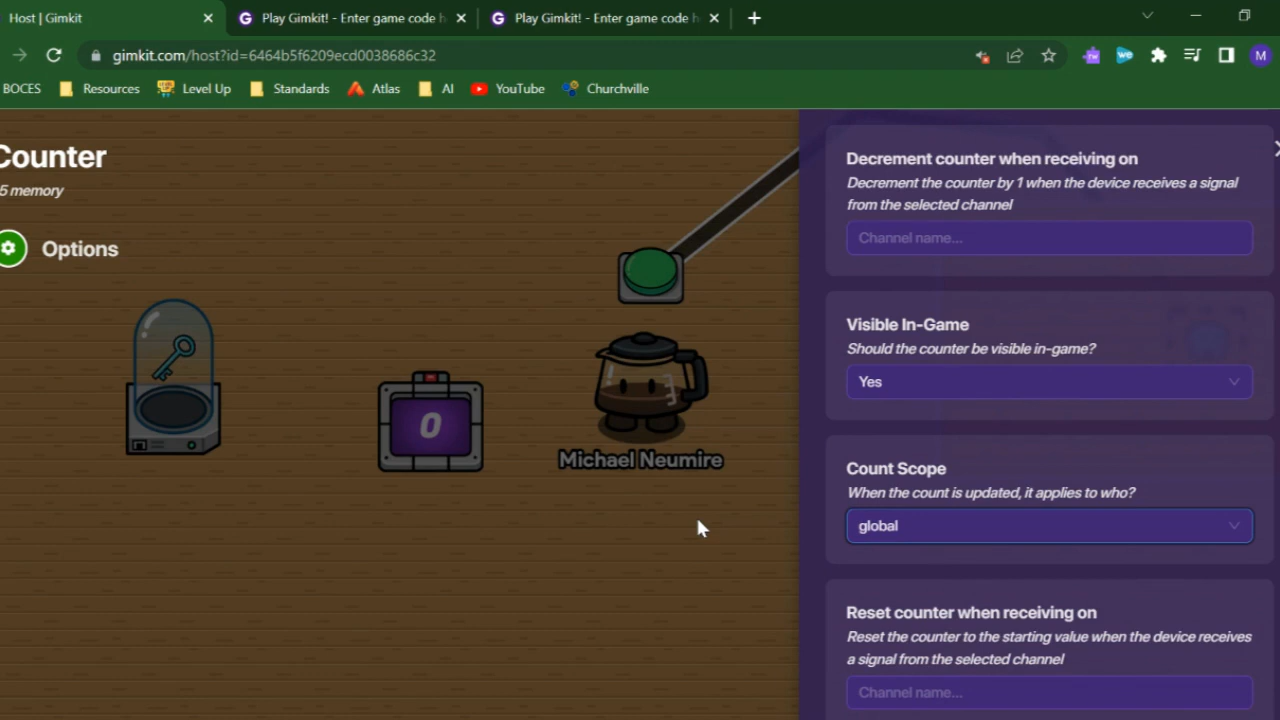 Host | Gimkit
Play Gimkit! - Enter game code h
Play Gimkit! - Enter game code h
gimkit.com/host?id=6464b5f6209ecd0038686c32
M
BOCES
Resources
Level Up
Standards
Atlas
AI
YouTube
Churchville
Counter
5 memory
Options
0
Michael Neumire
Decrement counter when receiving on
Decrement the counter by 1 when the device receives a signal
from the selected channel
Channel name...
Visible In-Game
Should the counter be visible in-game?
Yes
Count Scope
When the count is updated, it applies to who?
global
Reset counter when receiving on
Reset the counter to the starting value when the device receives
a signal from the selected channel
Channel name...